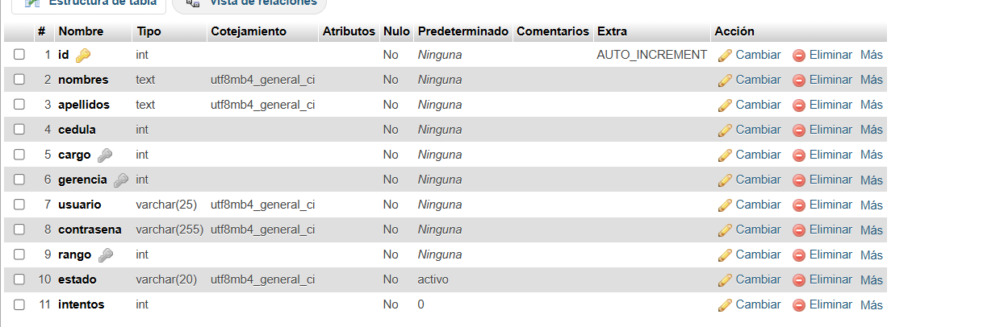 Estructura de tabla Vista de relaciones
# Nombre Tipo Cotejamiento Atributos Nulo Predeterminado Comentarios Extra Acción
1 id int No Ninguna AUTO_INCREMENT Cambiar Eliminar Más
2 nombres text utf8mb4_general_ci No Ninguna Cambiar Eliminar Más
3 apellidos text utf8mb4_general_ci No Ninguna Cambiar Eliminar Más
4 cedula int No Ninguna Cambiar Eliminar Más
5 cargo int No Ninguna Cambiar Eliminar Más
6 gerencia int No Ninguna Cambiar Eliminar Más
7 usuario varchar(25) utf8mb4_general_ci No Ninguna Cambiar Eliminar Más
8 contrasena varchar(255) utf8mb4_general_ci No Ninguna Cambiar Eliminar Más
9 rango int No Ninguna Cambiar Eliminar Más
10 estado varchar(20) utf8mb4_general_ci No activo Cambiar Eliminar Más
11 intentos int No 0 Cambiar Eliminar Más